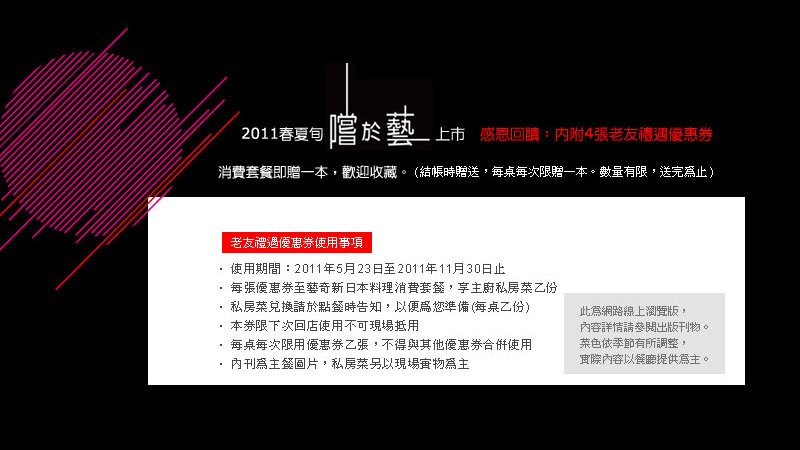 2011春夏旬 嚐於藝 上市 感恩回饋：內附4張老友禮遇優惠券
消費套餐即贈一本，歡迎收藏。(結帳時贈送，每桌每次限贈一本。數量有限，送完為止)
老友禮遇優惠券使用事項
· 使用期間：2011年5月23日至2011年11月30日止
· 每張優惠券至藝奇新日本料理消費套餐，享主廚私房菜乙份
· 私房菜兌換請於點餐時告知，以便為您準備(每桌乙份)
· 本券限下次回店使用不可現場抵用
· 每桌每次限用優惠券乙張，不得與其他優惠券合併使用
· 內刊為主餐圖片，私房菜另以現場實物為主
此為網路線上瀏覽版，
內容詳情請參閱出版刊物。
菜色依季節有所調整，
實際內容以餐廳提供為主。